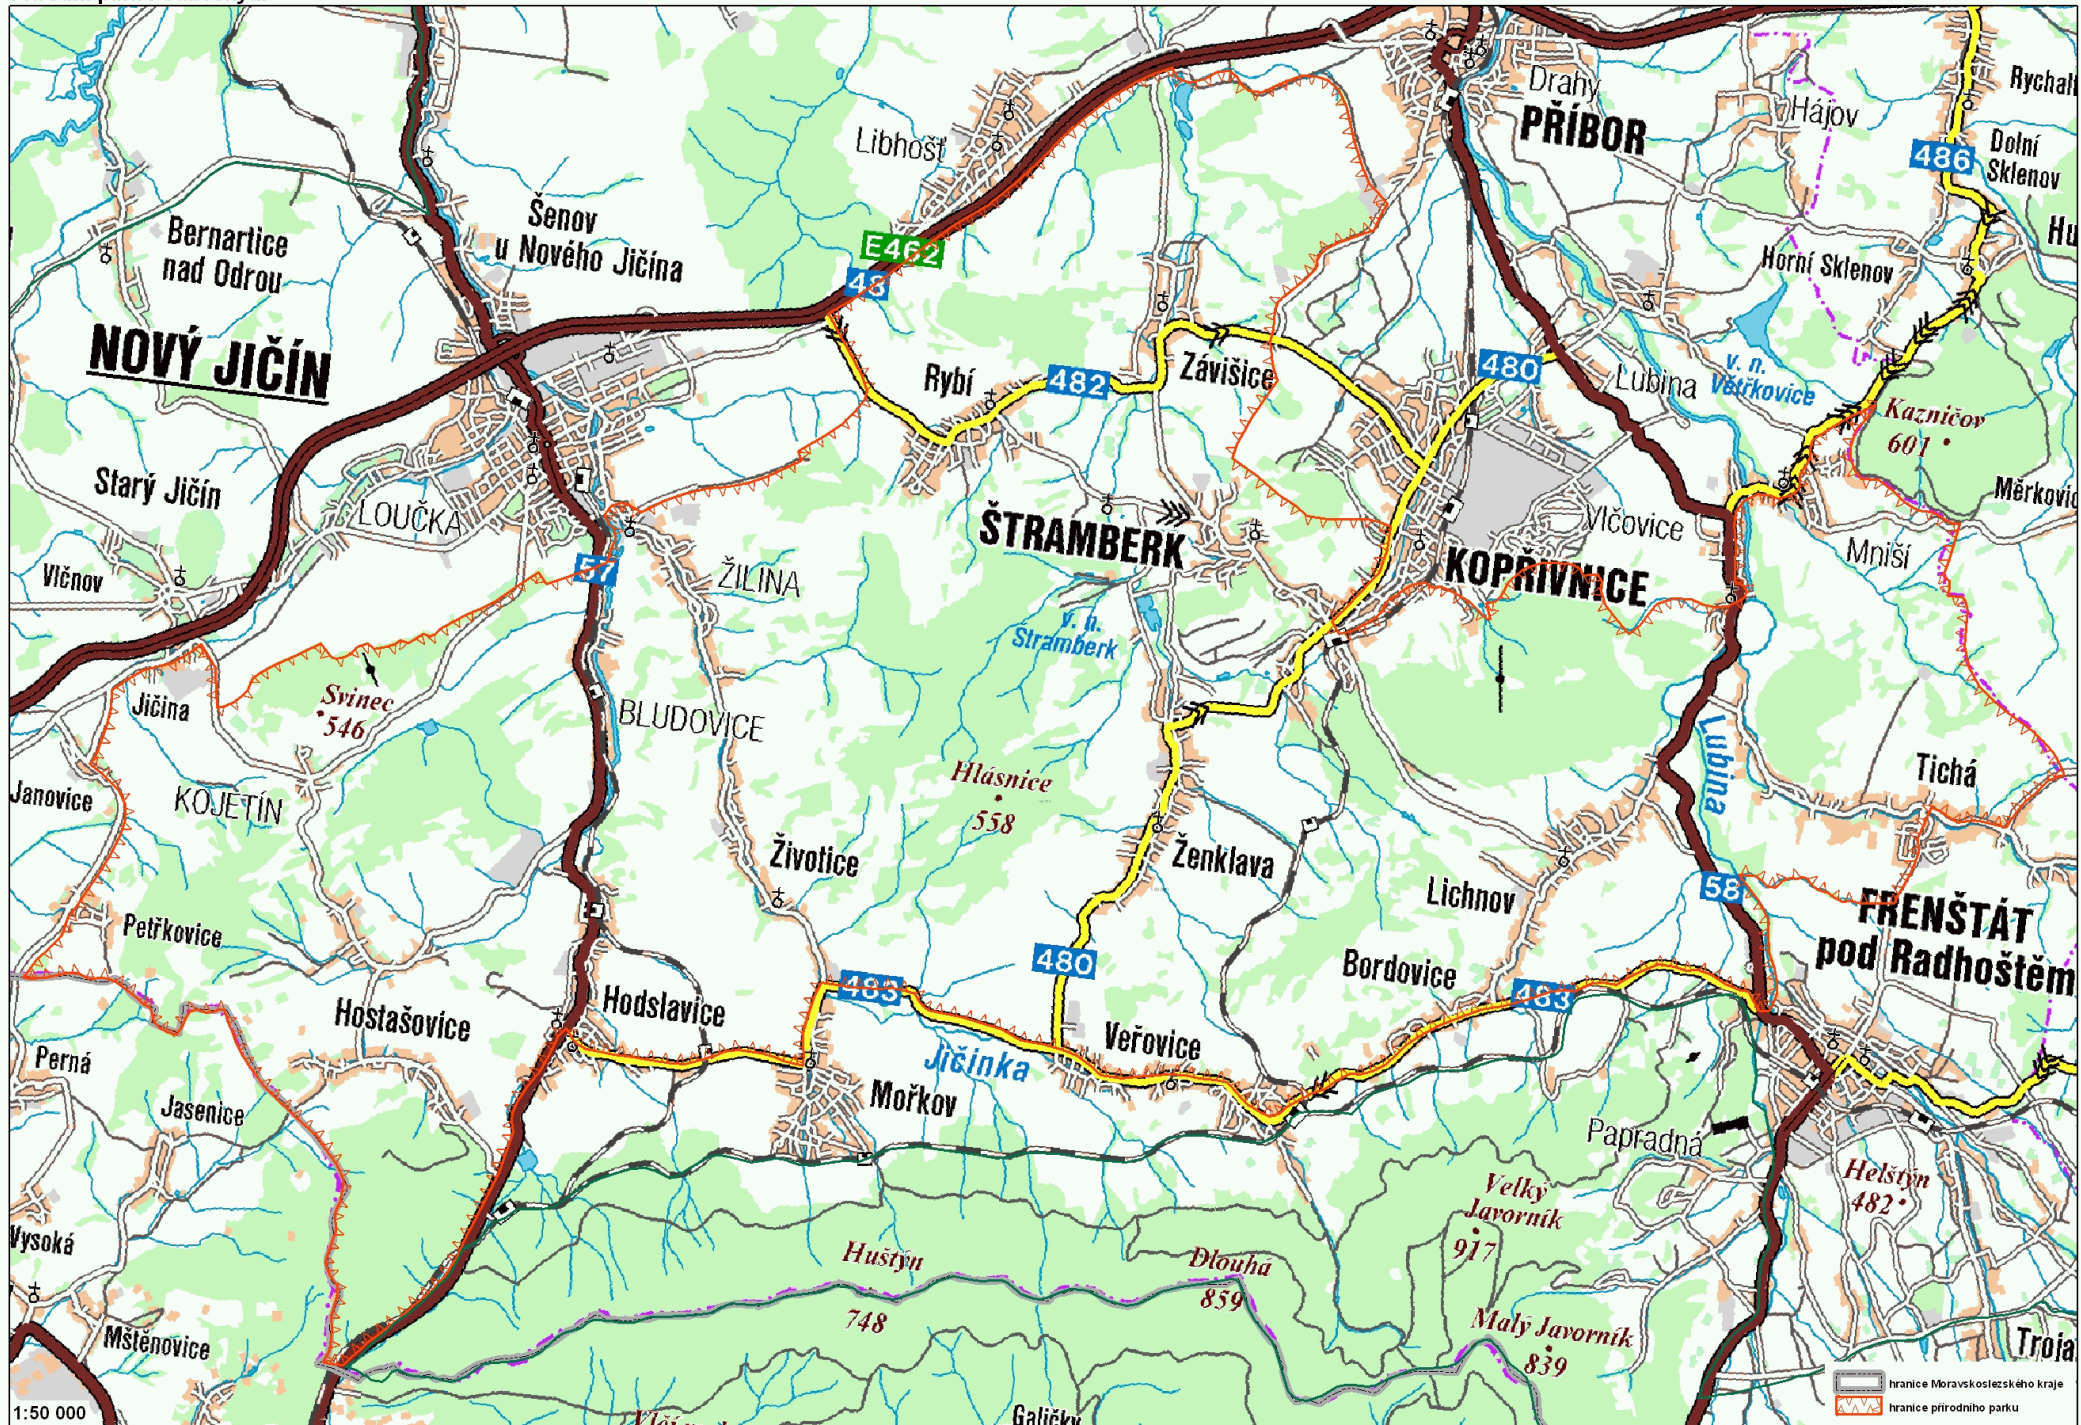 Drahy
Rychal
Hájov
PŘÍBOR
486
Dolní
Sklenov
Libhošť
Šenov
u Nového Jičína
Bernartice
nad Odrou
E462
48
Horní Sklenov
Hu
NOVÝ JIČÍN
Rybí
482
Závišice
480
Lubina
v. n.
Větřkovice
Kazničov
601
Starý Jičín
LOUČKA
ŠTRAMBERK
Vlčovice
Měrkovic
Mniší
Vlčnov
57
ŽILINA
KOPŘIVNICE
v. n.
Štramberk
Svinec
546
Jičina
BLUDOVICE
Lubina
Tichá
Janovice
KOJETÍN
Hlásnice
558
Životice
Ženklava
Lichnov
58
FRENŠTÁT
pod Radhoštěm
Petřkovice
480
Bordovice
483
483
Hostašovice
Hodslavice
Veřovice
Jičínka
Perná
Mořkov
Jasenice
Papradná
Helštýn
482
Velký
Javorník
917
Vysoká
Huštýn
748
Dlouhá
859
Malý Javorník
839
Mštěnovice
Troja
hranice Moravskoslezského kraje
hranice přírodního parku
1:50 000
Galičky